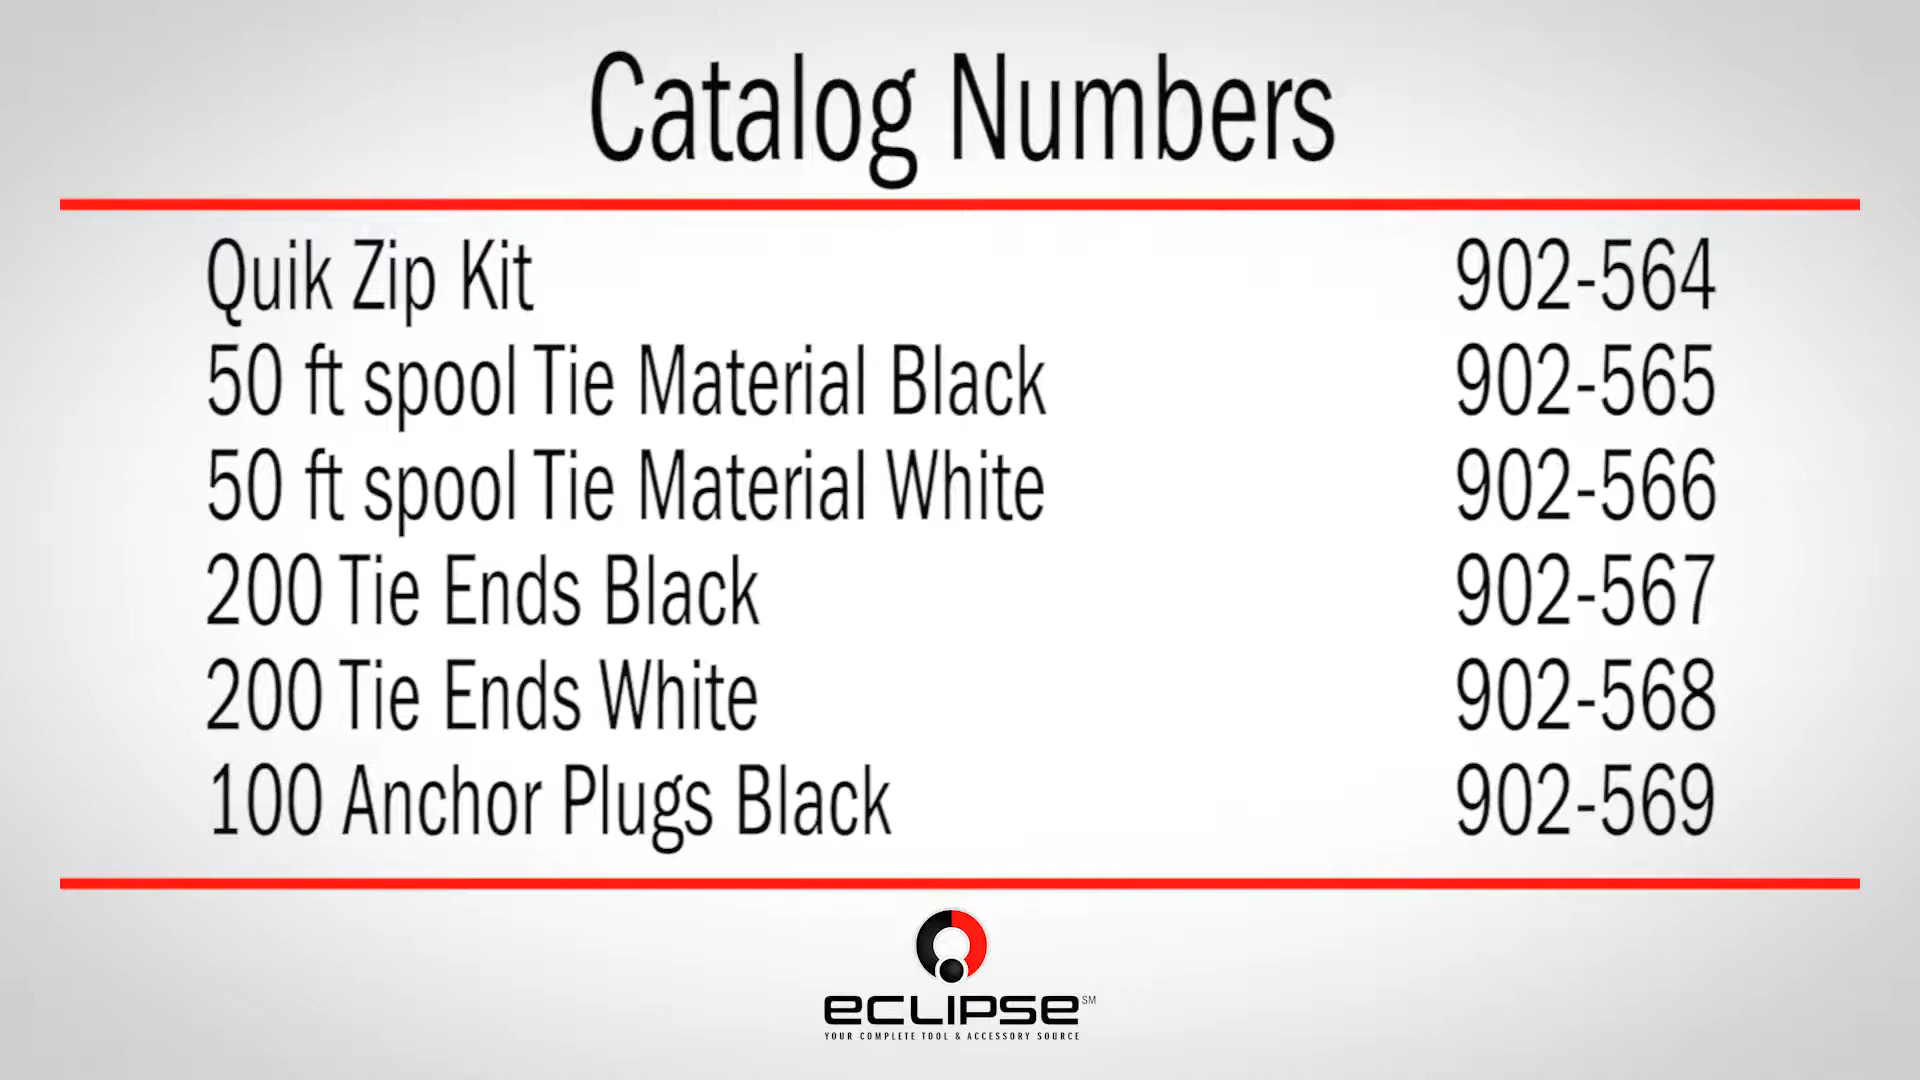 Catalog Numbers
Quik Zip Kit 902-564
50 ft spool Tie Material Black 902-565
50 ft spool Tie Material White 902-566
200 Tie Ends Black 902-567
200 Tie Ends White 902-568
100 Anchor Plugs Black 902-569
eCLIPSe SM
YOUR COMPLETE TOOL & ACCESSORY SOURCE